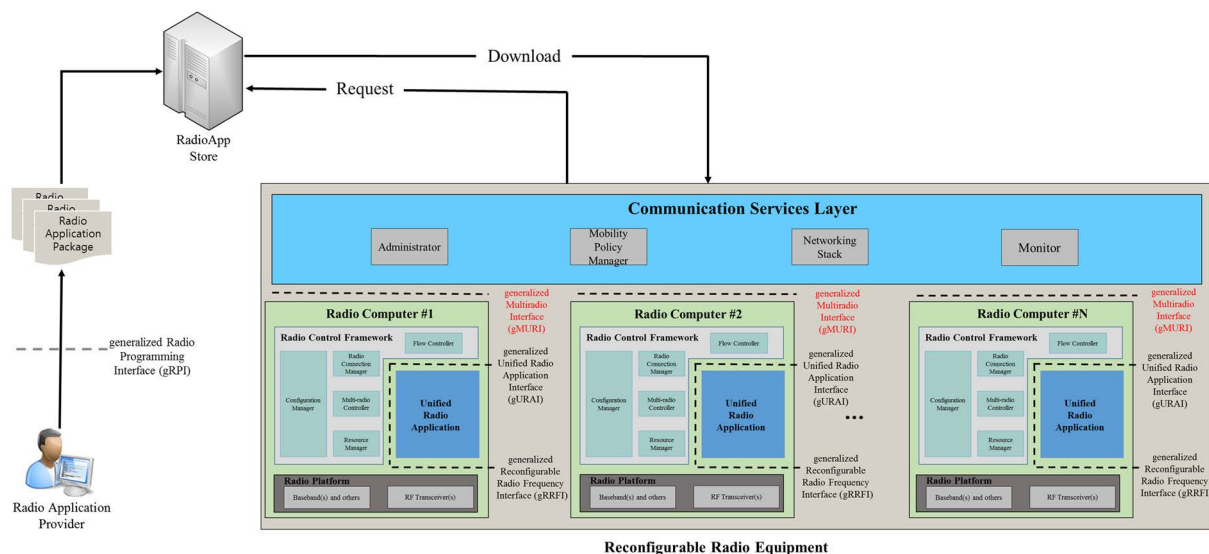 Download
Request
RadioApp
Store
Radio
Radio
Radio
Application
Package
generalized Radio
Programming
Interface (gRPI)
Radio Application
Provider
Communication Services Layer
Administrator
Mobility
Policy
Manager
Networking
Stack
Monitor
generalized
Multiradio
Interface
(gMURI)
generalized
Multiradio
Interface
(gMURI)
generalized
Multiradio
Interface
(gMURI)
Radio Computer #1
Radio Control Framework
Flow Controller
Configuration
Manager
Radio
Connection
Manager
Multi-radio
Controller
Resource
Manager
Unified
Radio
Application
generalized
Unified Radio
Application
Interface
(gURAI)
generalized
Reconfigurable
Radio Frequency
Interface (gRRFI)
Radio Platform
Baseband(s) and others
RF Transceiver(s)
Radio Computer #2
Radio Control Framework
Flow Controller
Configuration
Manager
Radio
Connection
Manager
Multi-radio
Controller
Resource
Manager
Unified
Radio
Application
generalized
Unified Radio
Application
Interface
(gURAI)
...
generalized
Reconfigurable
Radio Frequency
Interface (gRRFI)
Radio Platform
Baseband(s) and others
RF Transceiver(s)
Radio Computer #N
Radio Control Framework
Flow Controller
Configuration
Manager
Radio
Connection
Manager
Multi-radio
Controller
Resource
Manager
Unified
Radio
Application
generalized
Unified Radio
Application
Interface
(gURAI)
generalized
Reconfigurable
Radio Frequency
Interface (gRRFI)
Radio Platform
Baseband(s) and others
RF Transceiver(s)
Reconfigurable Radio Equipment